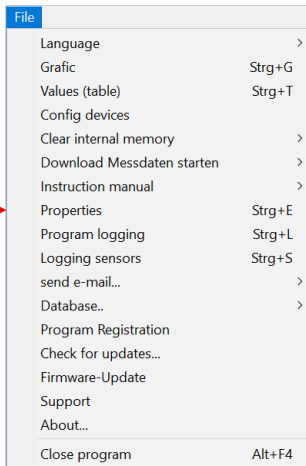 File
Language
Grafic Strg+G
Values (table) Strg+T
Config devices
Clear internal memory
Download Messdaten starten
Instruction manual
Properties Strg+E
Program logging Strg+L
Logging sensors Strg+S
send e-mail...
Database..
Program Registration
Check for updates...
Firmware-Update
Support
About...
Close program Alt+F4